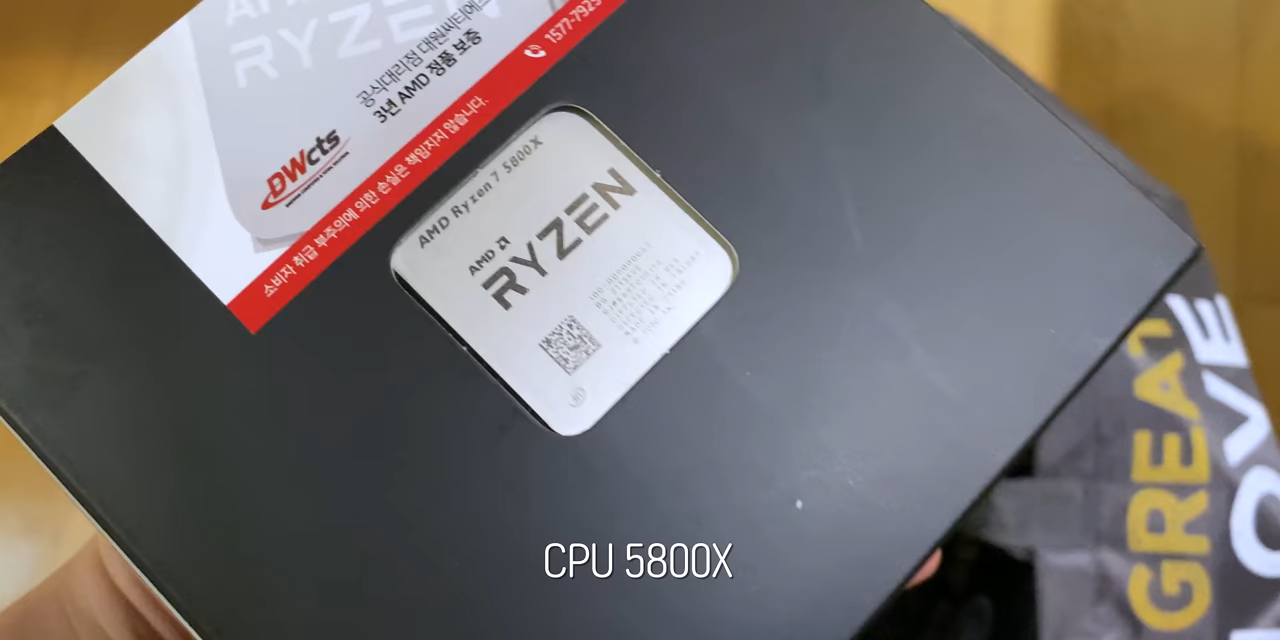 RYZEN
공식대리점 대원씨티에스
3년 AMD 정품 보증
1577-7925
DWcts
소비자 취급 부주의에 의한 손실은 책임지지 않습니다.
AMD Ryzen 7 5800X
AMD
RYZEN
GREAT
CPU 5800X